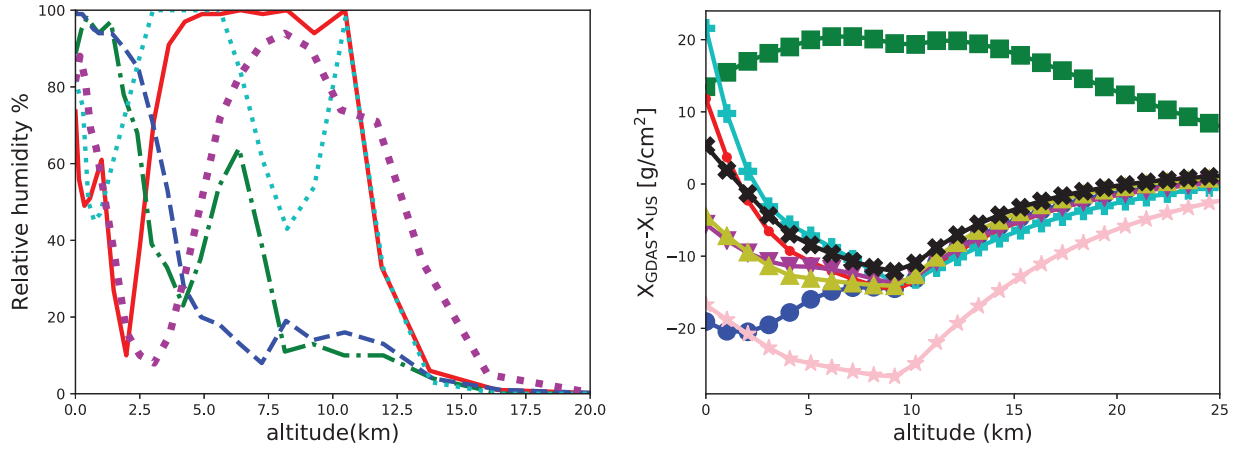 100
80
60
40
20
0
Relative humidity %
0.0 2.5 5.0 7.5 10.0 12.5 15.0 17.5 20.0
altitude(km)
20
10
0
−10
−20
X_GDAS-X_US [g/cm²]
0 5 10 15 20 25
altitude (km)